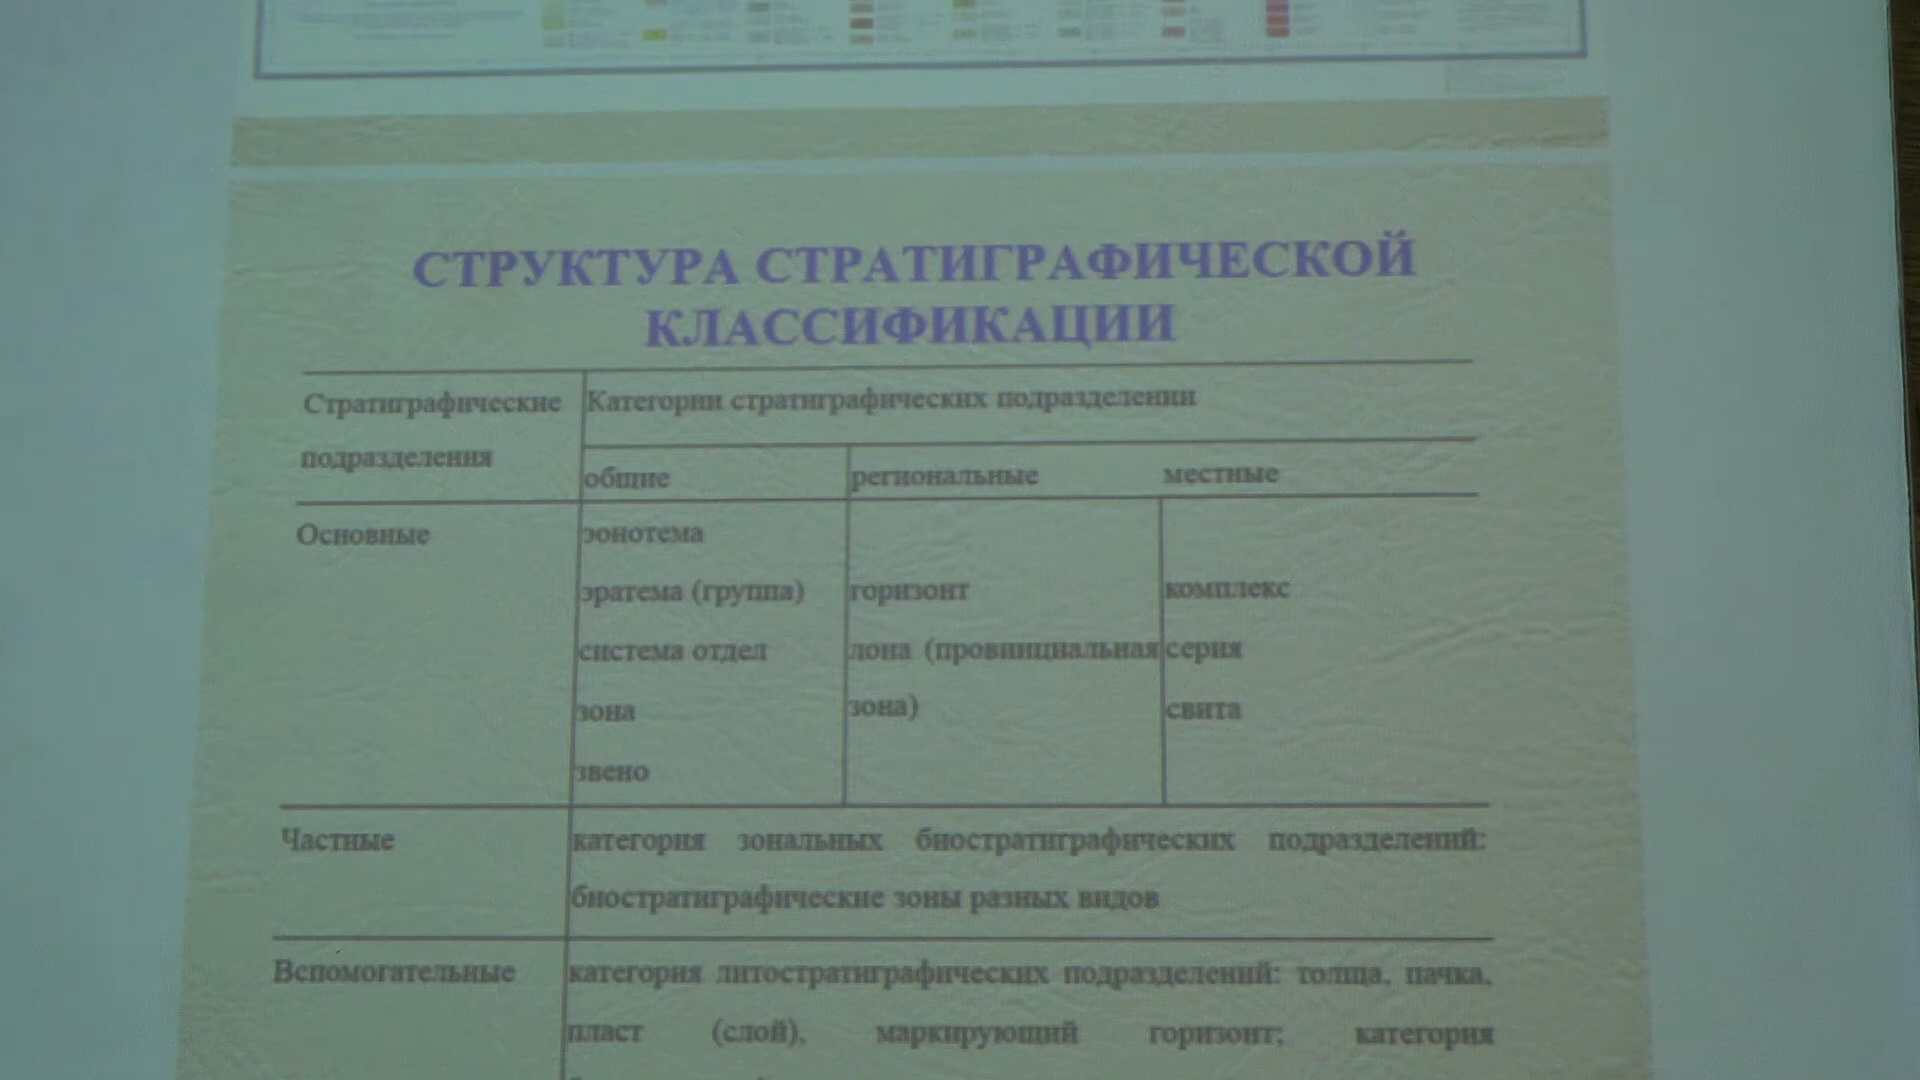 СТРУКТУРА СТРАТИГРАФИЧЕСКОЙ
КЛАССИФИКАЦИИ
Стратиграфические
подразделения
Категории стратиграфических подразделении
общие
региональные
местные
Основные
эонотема
эратема (группа)
система отдел
зона
звено
горизонт
лона (провинциальная
зона)
комплекс
серия
свита
Частные
категория зональных биостратиграфических подразделений:
биостратиграфические зоны разных видов
Вспомогательные
категория литостратиграфических подразделений: толща, пачка,
пласт (слой), маркирующий горизонт; категория